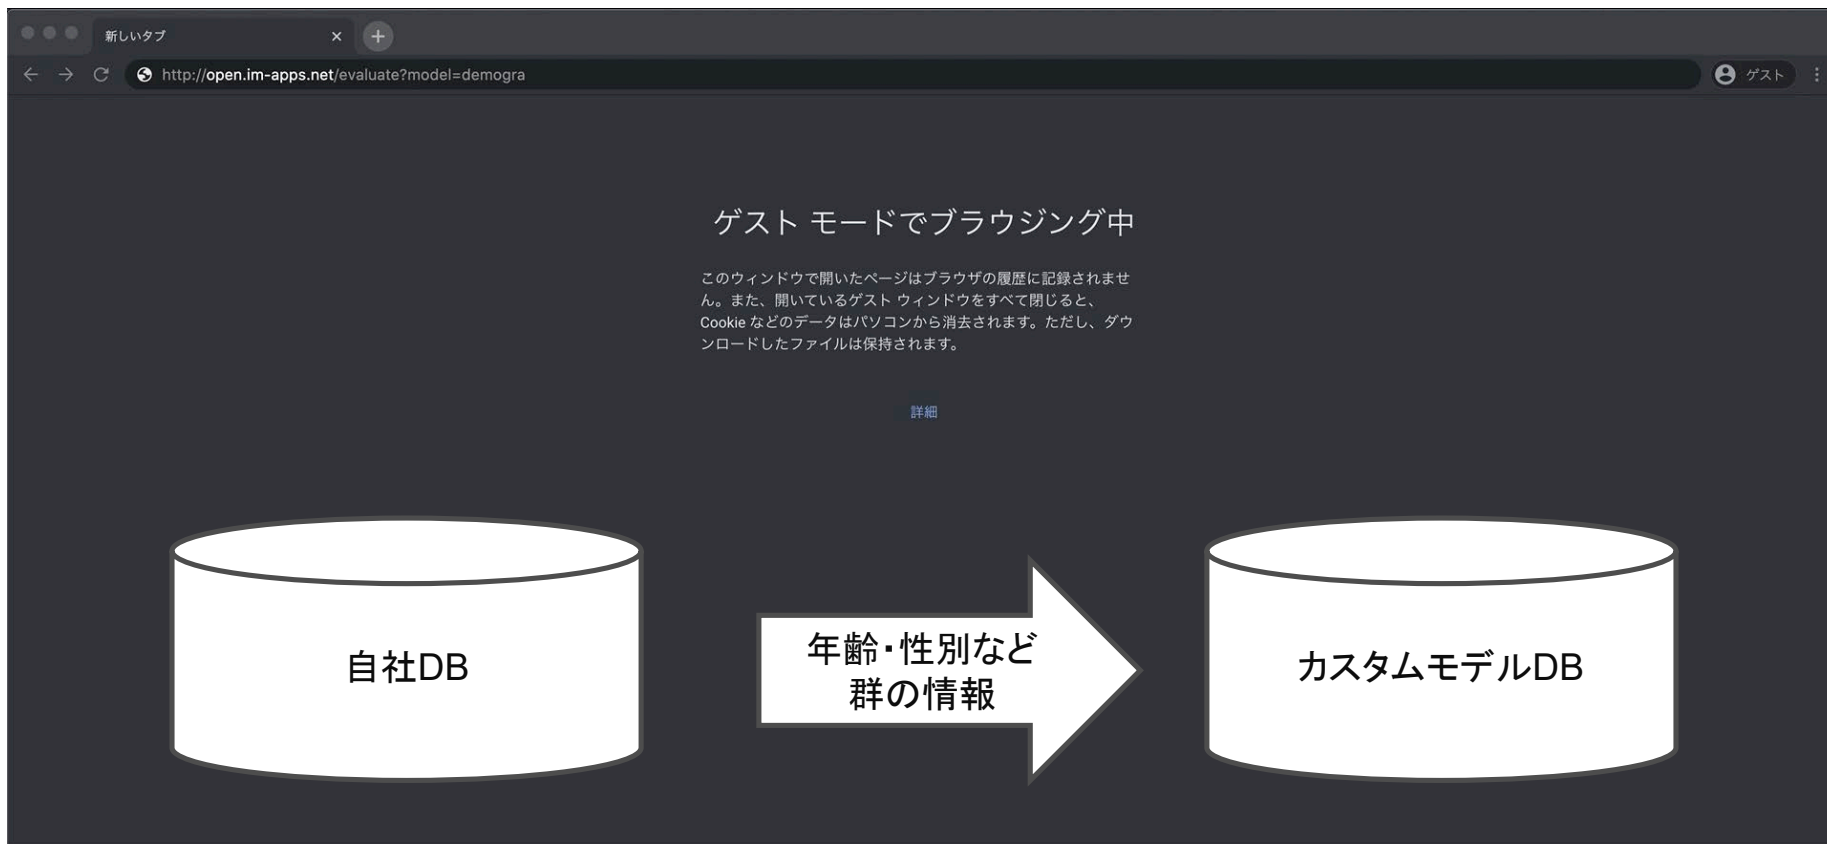 新しいタブ
http://open.im-apps.net/evaluate?model=demogra
ゲスト
ゲスト モードでブラウジング中
このウィンドウで開いたページはブラウザの履歴に記録されませ
ん。また、開いているゲスト ウィンドウをすべて閉じると、
Cookie などのデータはパソコンから消去されます。ただし、ダウ
ンロードしたファイルは保持されます。
詳細
自社DB
年齢・性別など
群の情報
カスタムモデルDB